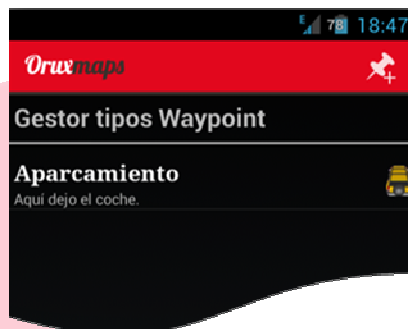 E 78 18:47
Oruxmaps
Gestor tipos Waypoint
Aparcamiento
Aquí dejo el coche.